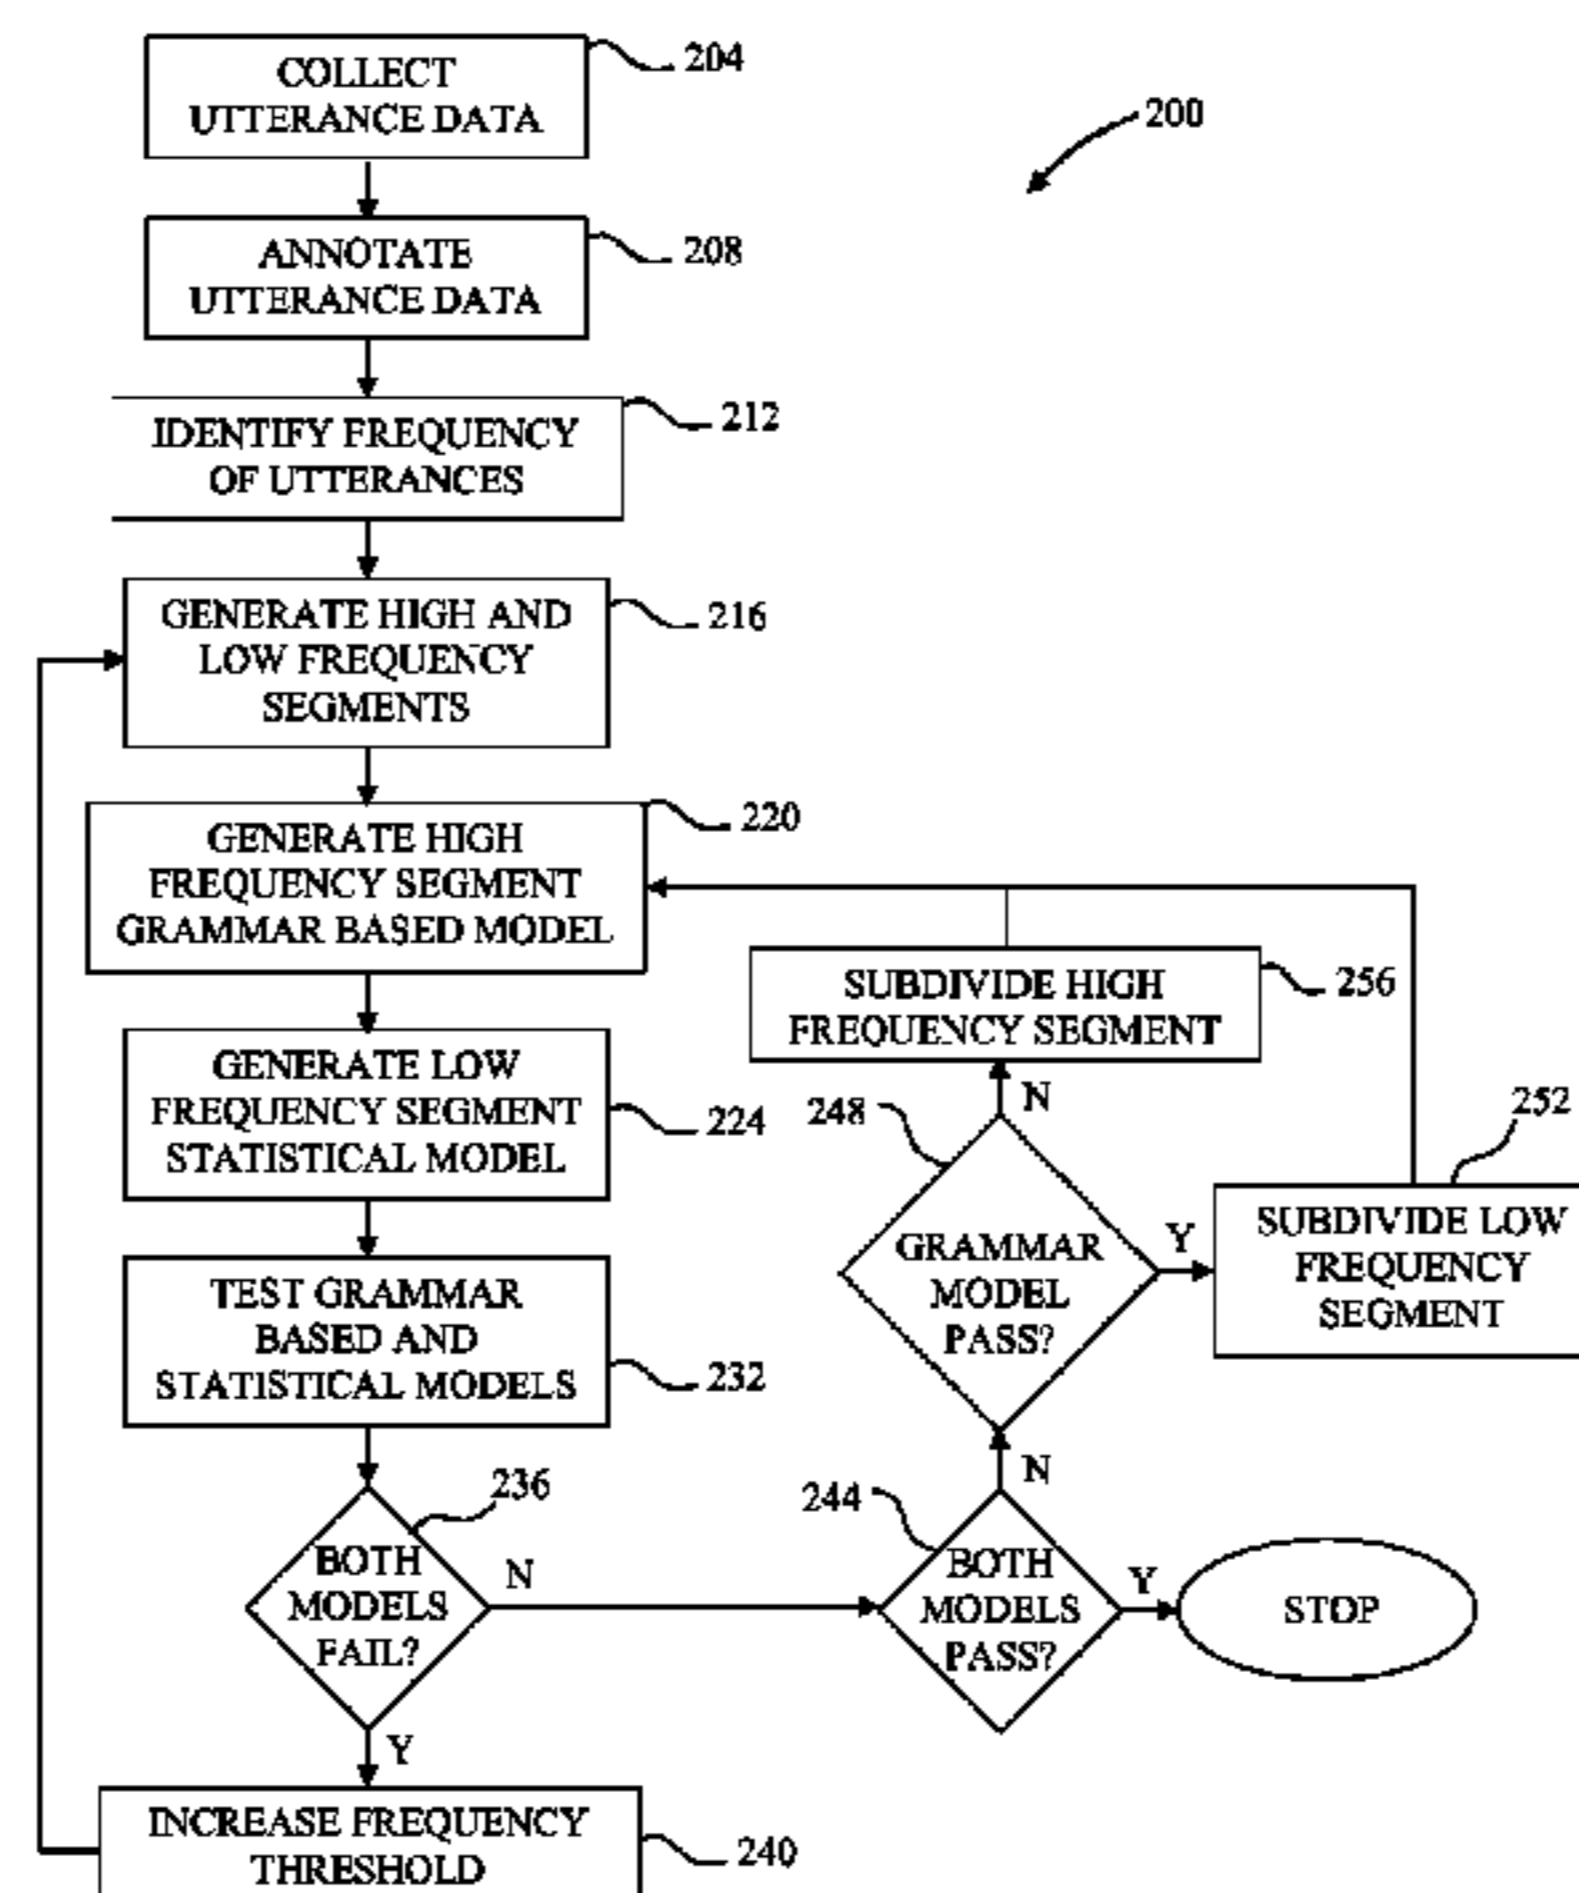 COLLECT
UTTERANCE DATA
204
200
ANNOTATE
UTTERANCE DATA
208
IDENTIFY FREQUENCY
OF UTTERANCES
212
GENERATE HIGH AND
LOW FREQUENCY
SEGMENTS
216
GENERATE HIGH
FREQUENCY SEGMENT
GRAMMAR BASED MODEL
220
GENERATE LOW
FREQUENCY SEGMENT
STATISTICAL MODEL
224
TEST GRAMMAR
BASED AND
STATISTICAL MODELS
232
BOTH
MODELS
FAIL?
236
N
Y
INCREASE FREQUENCY
THRESHOLD
240
SUBDIVIDE HIGH
FREQUENCY SEGMENT
256
N
248
GRAMMAR
MODEL
PASS?
Y
252
SUBDIVIDE LOW
FREQUENCY
SEGMENT
N
244
BOTH
MODELS
PASS?
Y
STOP